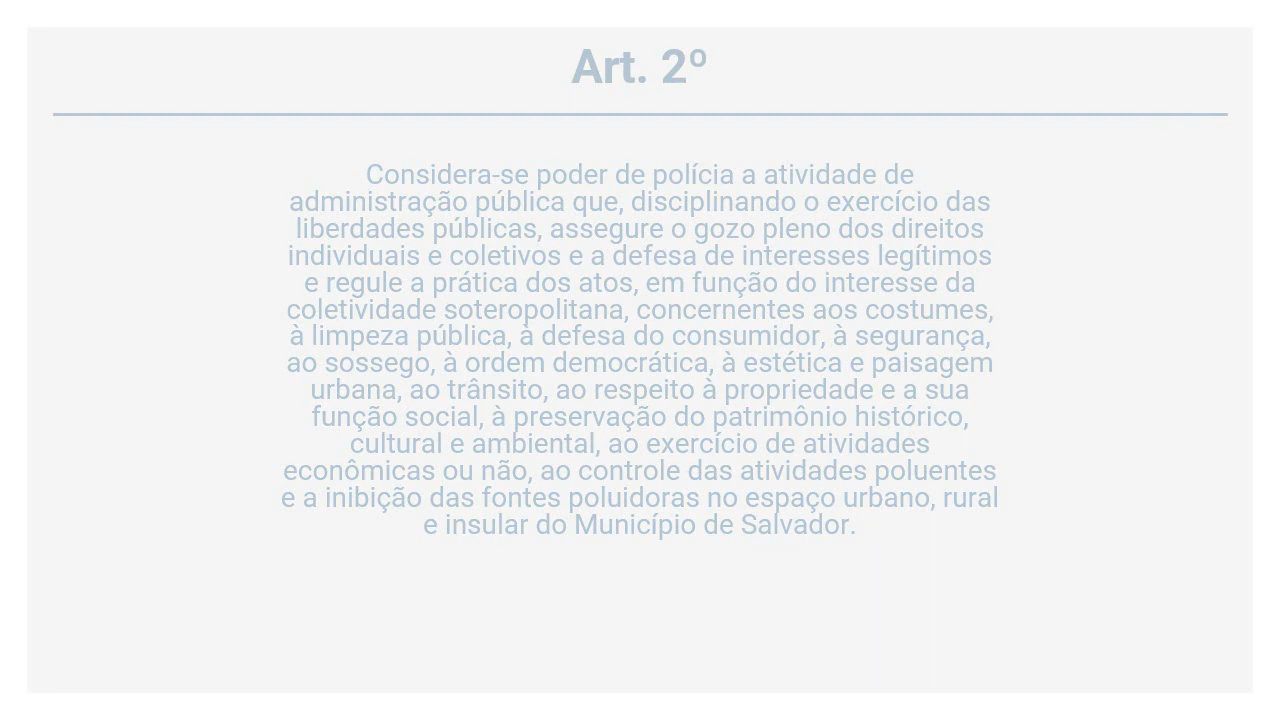 Art. 2º
Considera-se poder de polícia a atividade de
administração pública que, disciplinando o exercício das
liberdades públicas, assegure o gozo pleno dos direitos
individuais e coletivos e a defesa de interesses legítimos
e regule a prática dos atos, em função do interesse da
coletividade soteropolitana, concernentes aos costumes,
à limpeza pública, à defesa do consumidor, à segurança,
ao sossego, à ordem democrática, à estética e paisagem
urbana, ao trânsito, ao respeito à propriedade e a sua
função social, à preservação do patrimônio histórico,
cultural e ambiental, ao exercício de atividades
econômicas ou não, ao controle das atividades poluentes
e a inibição das fontes poluidoras no espaço urbano, rural
e insular do Município de Salvador.